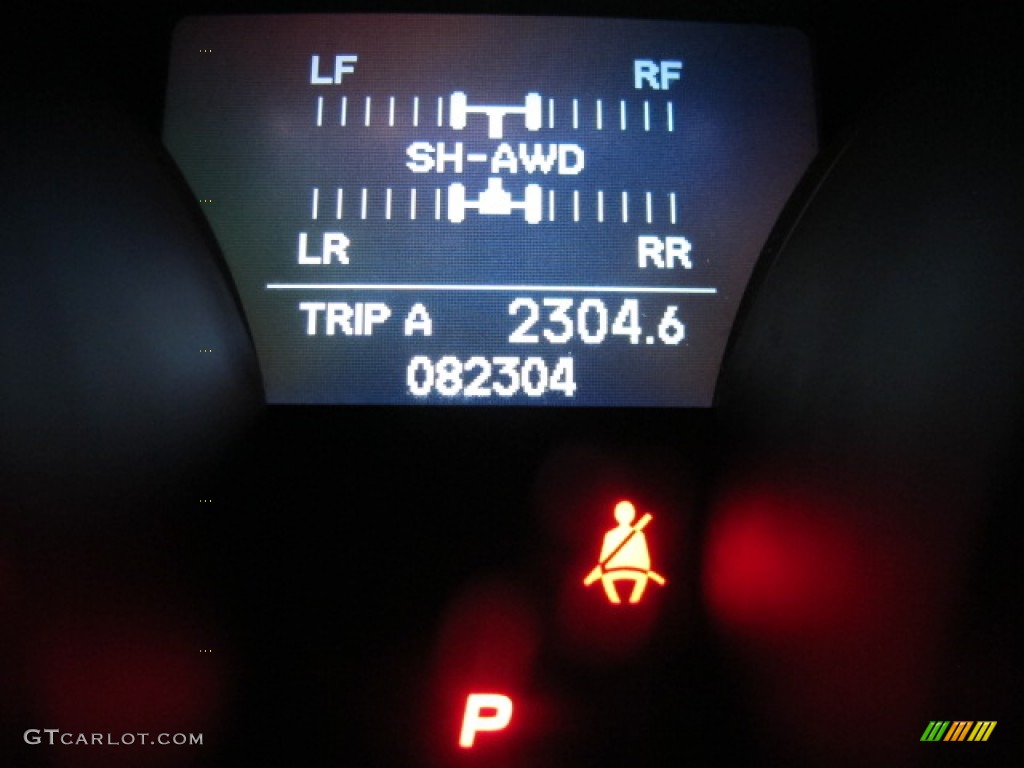 LF RF
SH-AWD
LR RR
TRIP A 2304.6
082304
P
GTCARLOT.COM